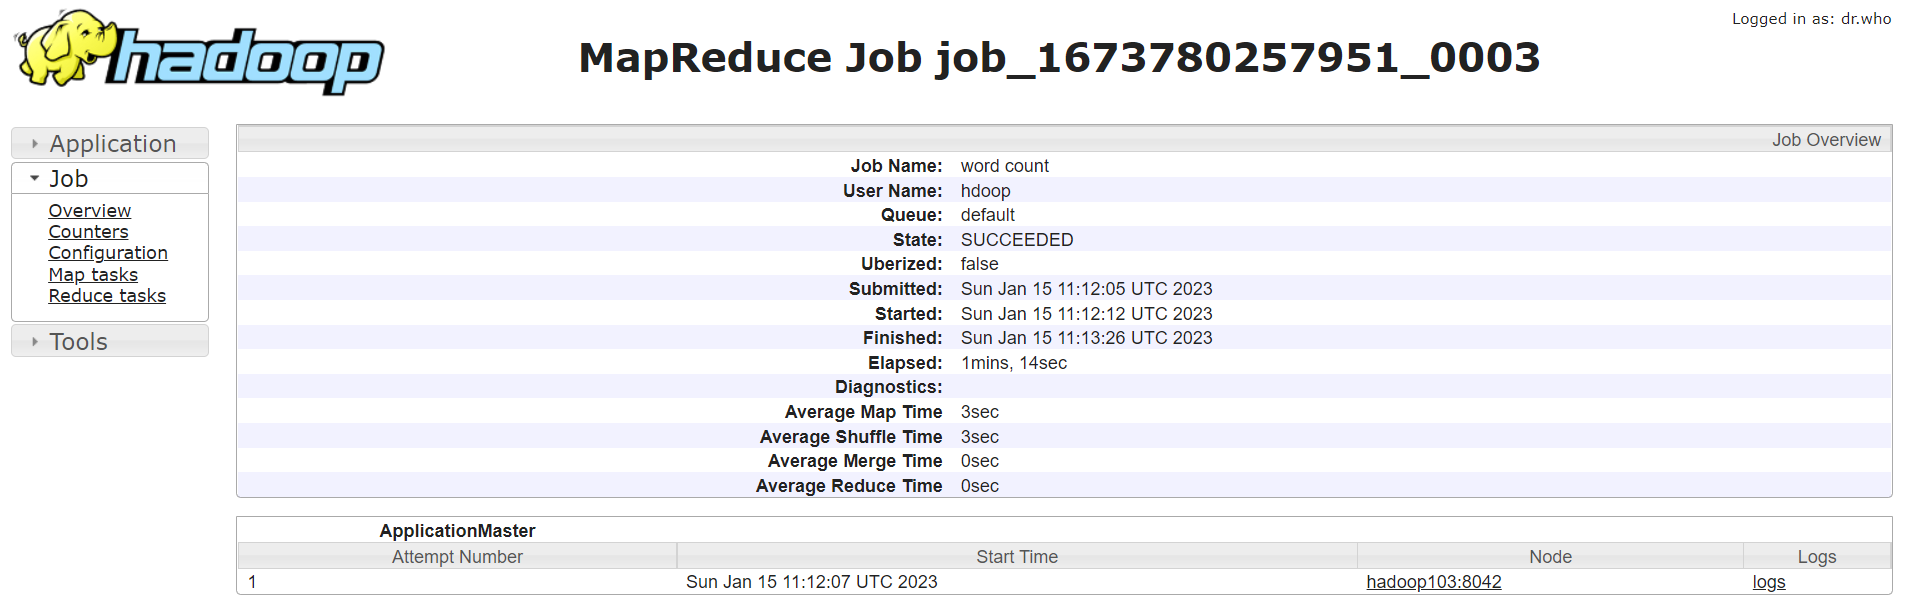 Logged in as: dr.who
hadoop
MapReduce Job job_1673780257951_0003
Application
Job
Overview
Counters
Configuration
Map tasks
Reduce tasks
Tools
Job Overview
Job Name: word count
User Name: hdoop
Queue: default
State: SUCCEEDED
Uberized: false
Submitted: Sun Jan 15 11:12:05 UTC 2023
Started: Sun Jan 15 11:12:12 UTC 2023
Finished: Sun Jan 15 11:13:26 UTC 2023
Elapsed: 1mins, 14sec
Diagnostics:
Average Map Time 3sec
Average Shuffle Time 3sec
Average Merge Time 0sec
Average Reduce Time 0sec
ApplicationMaster
Attempt Number Start Time Node Logs
1 Sun Jan 15 11:12:07 UTC 2023 hadoop103:8042 logs